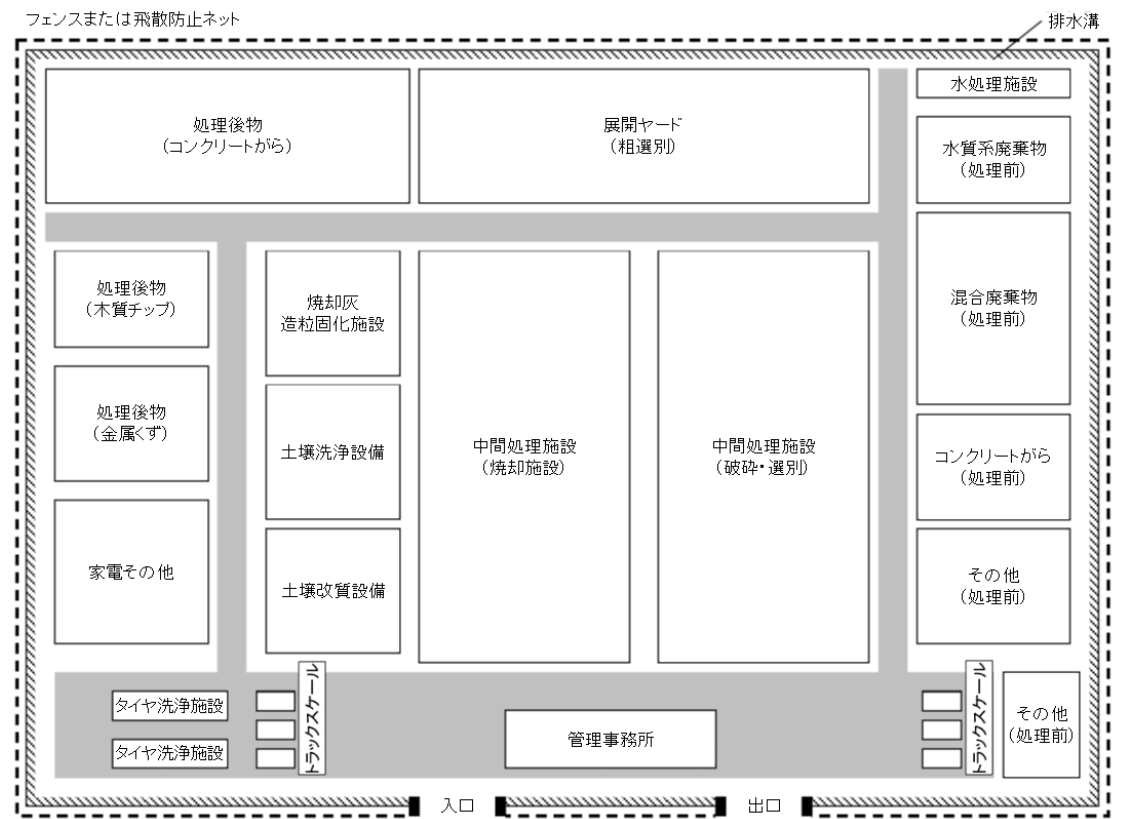 フェンスまたは飛散防止ネット
排水溝
処理後物
(コンクリートがら)
展開ヤード
(粗選別)
水処理施設
水質系廃棄物
(処理前)
混合廃棄物
(処理前)
処理後物
(木質チップ)
焼却灰
造粒固化施設
処理後物
(金属くず)
土壌洗浄設備
中間処理施設
(焼却施設)
中間処理施設
(破砕・選別)
コンクリートがら
(処理前)
家電その他
土壌改質設備
その他
(処理前)
タイヤ洗浄施設
タイヤ洗浄施設
トラックスケール
管理事務所
トラックスケール
その他
(処理前)
入口
出口